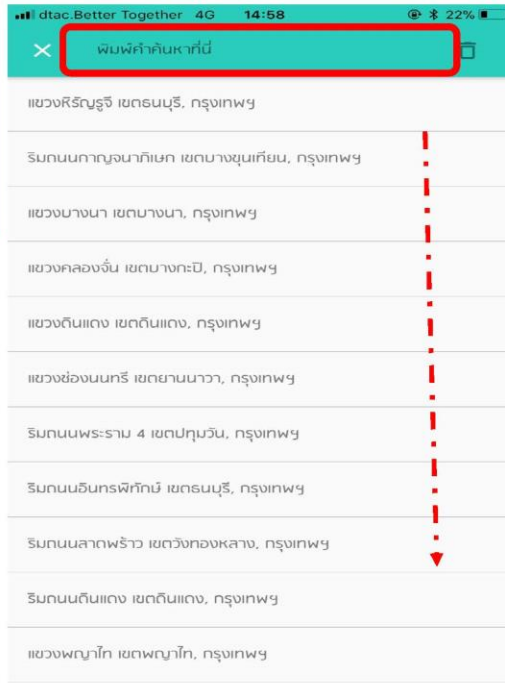 dtac.Better Together 4G 14:58 22%
พิมพ์คำค้นหาที่นี่
แขวงหิรัญรูจี เขตธนบุรี, กรุงเทพฯ
ริมถนนกาญจนาภิเษก เขตบางขุนเทียน, กรุงเทพฯ
แขวงบางนา เขตบางนา, กรุงเทพฯ
แขวงคลองจั่น เขตบางกะปิ, กรุงเทพฯ
แขวงดินแดง เขตดินแดง, กรุงเทพฯ
แขวงช่องนนทรี เขตยานนาวา, กรุงเทพฯ
ริมถนนพระราม 4 เขตปทุมวัน, กรุงเทพฯ
ริมถนนอินทรพิทักษ์ เขตธนบุรี, กรุงเทพฯ
ริมถนนลาดพร้าว เขตวังทองหลาง, กรุงเทพฯ
ริมถนนดินแดง เขตดินแดง, กรุงเทพฯ
แขวงพญาไท เขตพญาไท, กรุงเทพฯ